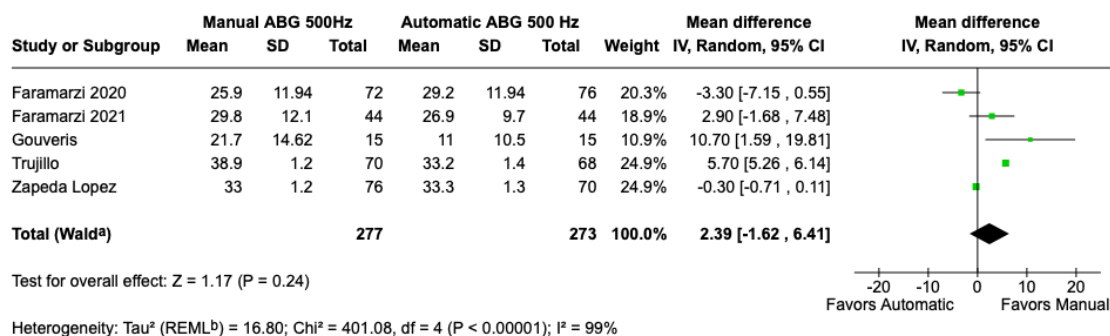 Manual ABG 500Hz Automatic ABG 500 Hz Mean difference Mean difference
Study or Subgroup Mean SD Total Mean SD Total Weight IV, Random, 95% CI IV, Random, 95% CI
Faramarzi 2020 25.9 11.94 72 29.2 11.94 76 20.3% -3.30 [-7.15 , 0.55]
Faramarzi 2021 29.8 12.1 44 26.9 9.7 44 18.9% 2.90 [-1.68 , 7.48]
Gouveris 21.7 14.62 15 11 10.5 15 10.9% 10.70 [1.59 , 19.81]
Trujillo 38.9 1.2 70 33.2 1.4 68 24.9% 5.70 [5.26 , 6.14]
Zapeda Lopez 33 1.2 76 33.3 1.3 70 24.9% -0.30 [-0.71 , 0.11]
Total (Waldᵃ) 277 273 100.0% 2.39 [-1.62 , 6.41]
Test for overall effect: Z = 1.17 (P = 0.24)
-20 -10 0 10 20
Favors Automatic Favors Manual
Heterogeneity: Tau² (REMLᵇ) = 16.80; Chi² = 401.08, df = 4 (P < 0.00001); I² = 99%